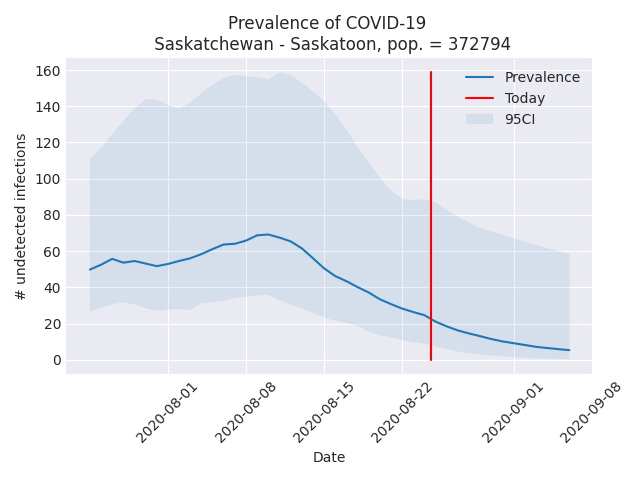 Prevalence of COVID-19
Saskatchewan - Saskatoon, pop. = 372794
160
140
120
100
80
60
40
20
0
# undetected infections
Prevalence
Today
95CI
2020-08-01
2020-08-08
2020-08-15
2020-08-22
2020-09-01
2020-09-08
Date